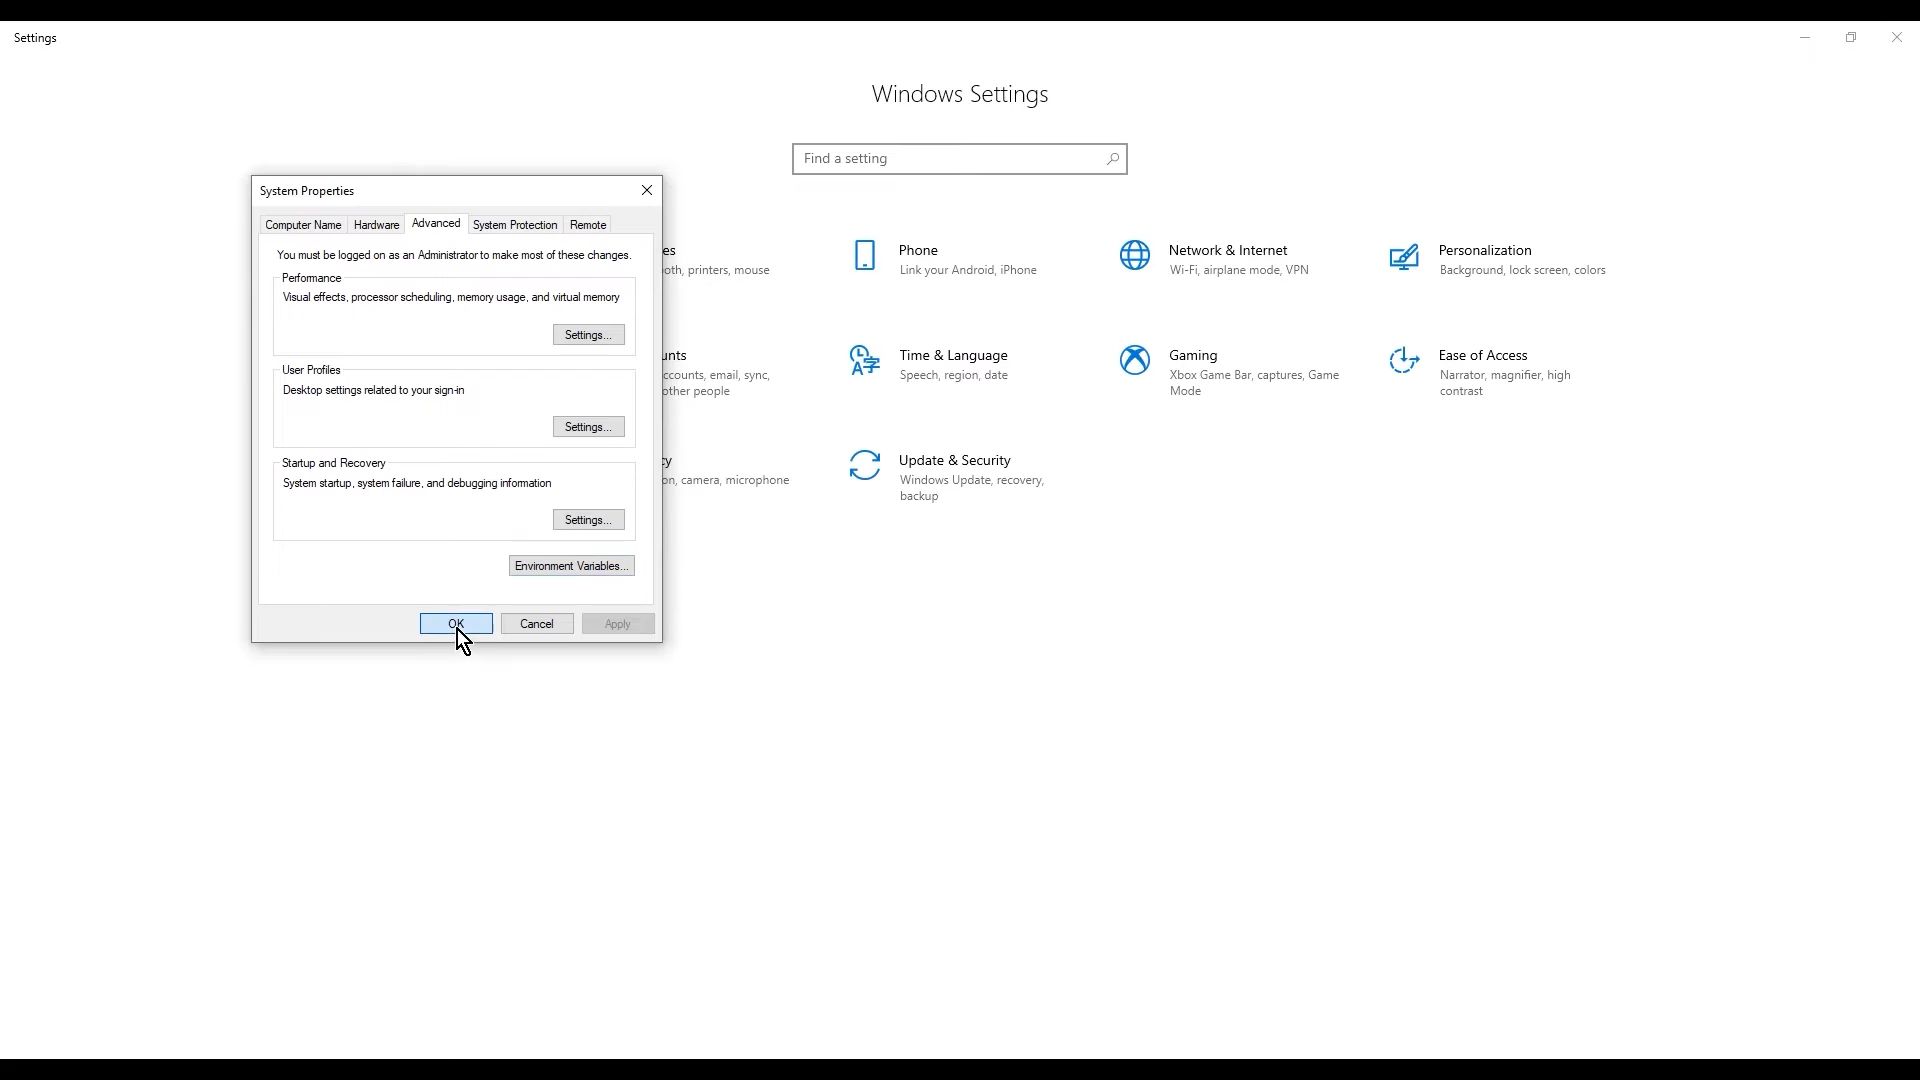 Settings
Windows Settings
Find a setting
System Properties
Computer Name
Hardware
Advanced
System Protection
Remote
You must be logged on as an Administrator to make most of these changes.
Performance
Visual effects, processor scheduling, memory usage, and virtual memory
Settings...
User Profiles
Desktop settings related to your sign-in
Settings...
Startup and Recovery
System startup, system failure, and debugging information
Settings...
Environment Variables...
OK
Cancel
Apply
es
oth, printers, mouse
Phone
Link your Android, iPhone
Network & Internet
Wi-Fi, airplane mode, VPN
Personalization
Background, lock screen, colors
unts
ccounts, email, sync,
other people
Time & Language
Speech, region, date
Gaming
Xbox Game Bar, captures, Game
Mode
Ease of Access
Narrator, magnifier, high
contrast
cy
on, camera, microphone
Update & Security
Windows Update, recovery,
backup